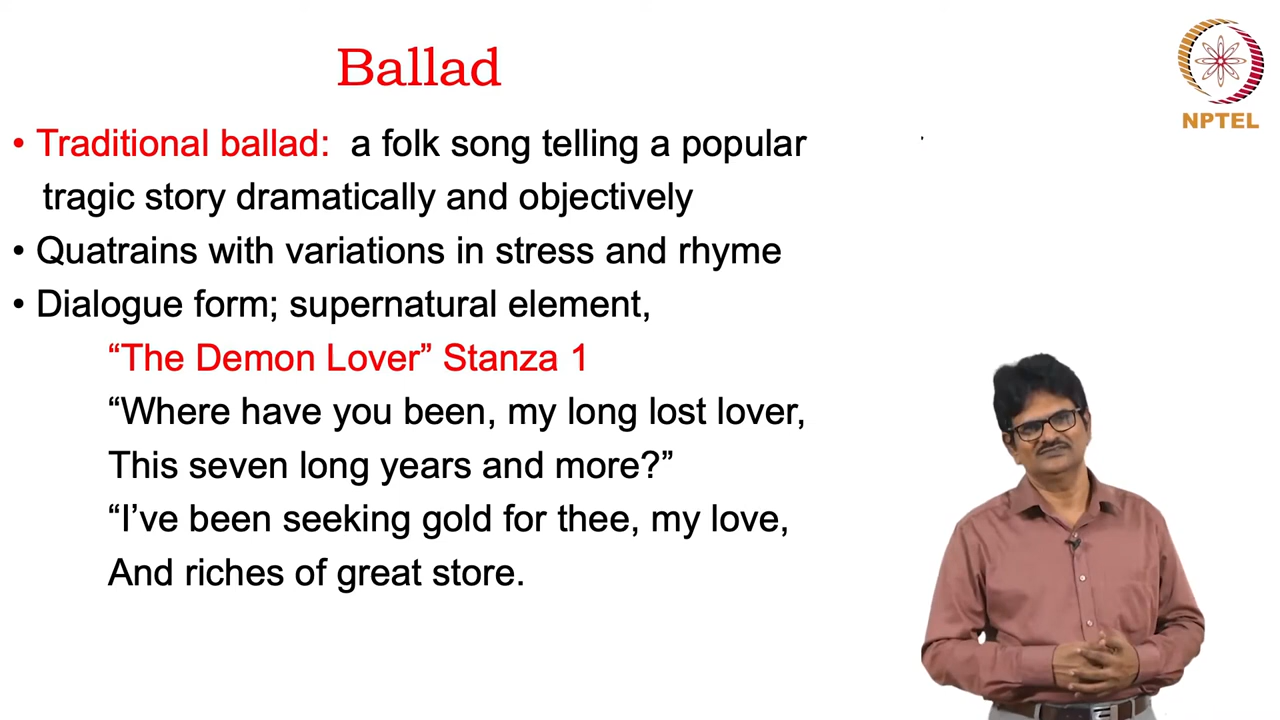 Ballad
• Traditional ballad: a folk song telling a popular
tragic story dramatically and objectively
• Quatrains with variations in stress and rhyme
• Dialogue form; supernatural element,
“The Demon Lover” Stanza 1
“Where have you been, my long lost lover,
This seven long years and more?”
“I’ve been seeking gold for thee, my love,
And riches of great store.
NPTEL